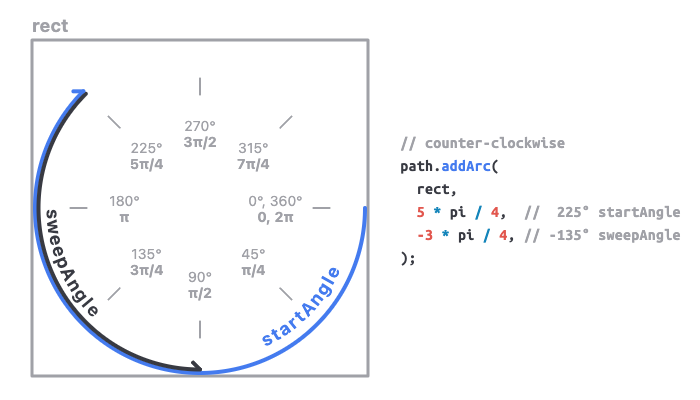 rect
270°
3π/2
225°
5π/4
315°
7π/4
180°
π
0°, 360°
0, 2π
135°
3π/4
45°
π/4
90°
π/2
sweepAngle
startAngle
// counter-clockwise
path.addArc(
rect,
5 * pi / 4, // 225° startAngle
-3 * pi / 4, // -135° sweepAngle
);